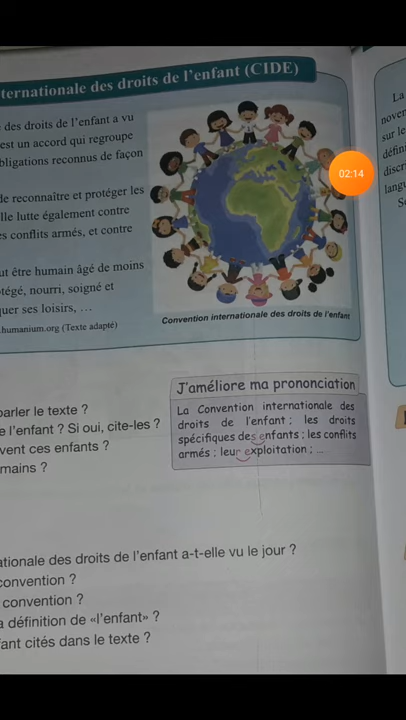 ternationale des droits de l'enfant (CIDE)
des droits de l'enfant a vu
est un accord qui regroupe
bligations reconnus de façon
de reconnaître et protéger les
lle lutte également contre
es conflits armés, et contre
ut être humain âgé de moins
tégé, nourri, soigné et
quer ses loisirs, ...
.humanium.org (Texte adapté)
Convention internationale des droits de l'enfant
02:14
La
nover
sur le
défin
discr
langu
S
parler le texte ?
e l'enfant ? Si oui, cite-les ?
vent ces enfants ?
mains ?
J'améliore ma prononciation
La Convention internationale des
droits de l'enfant ; les droits
spécifiques des enfants ; les conflits
armés ; leur exploitation ; ...
ationale des droits de l'enfant a-t-elle vu le jour ?
convention ?
convention ?
a définition de «l'enfant» ?
fant cités dans le texte ?